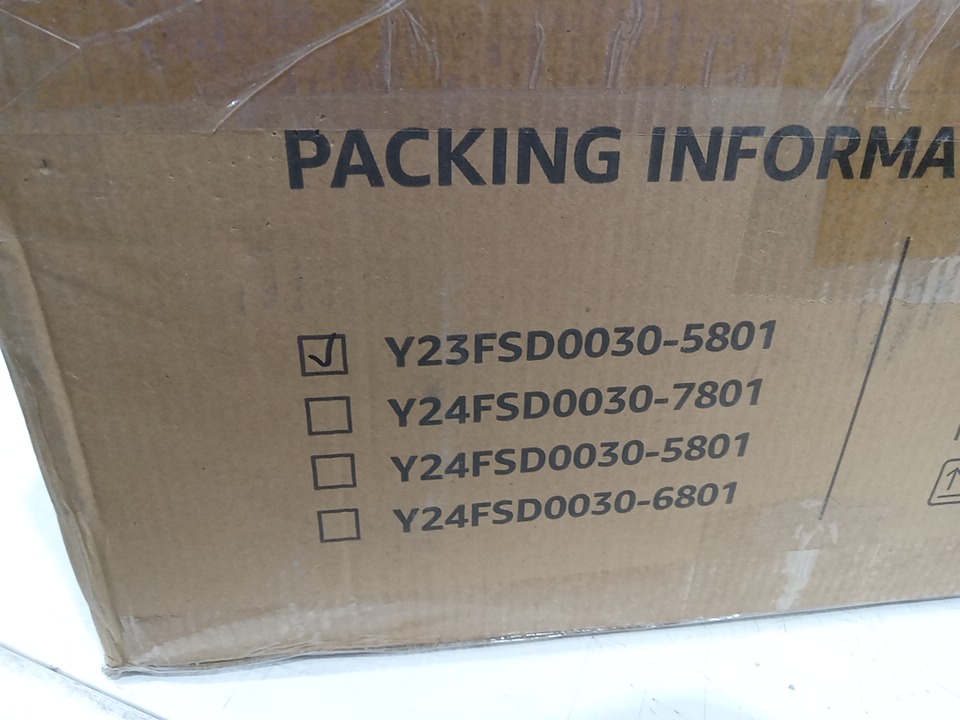 PACKING INFORMA
Y23FSD0030-5801
Y24FSD0030-7801
Y24FSD0030-5801
Y24FSD0030-6801